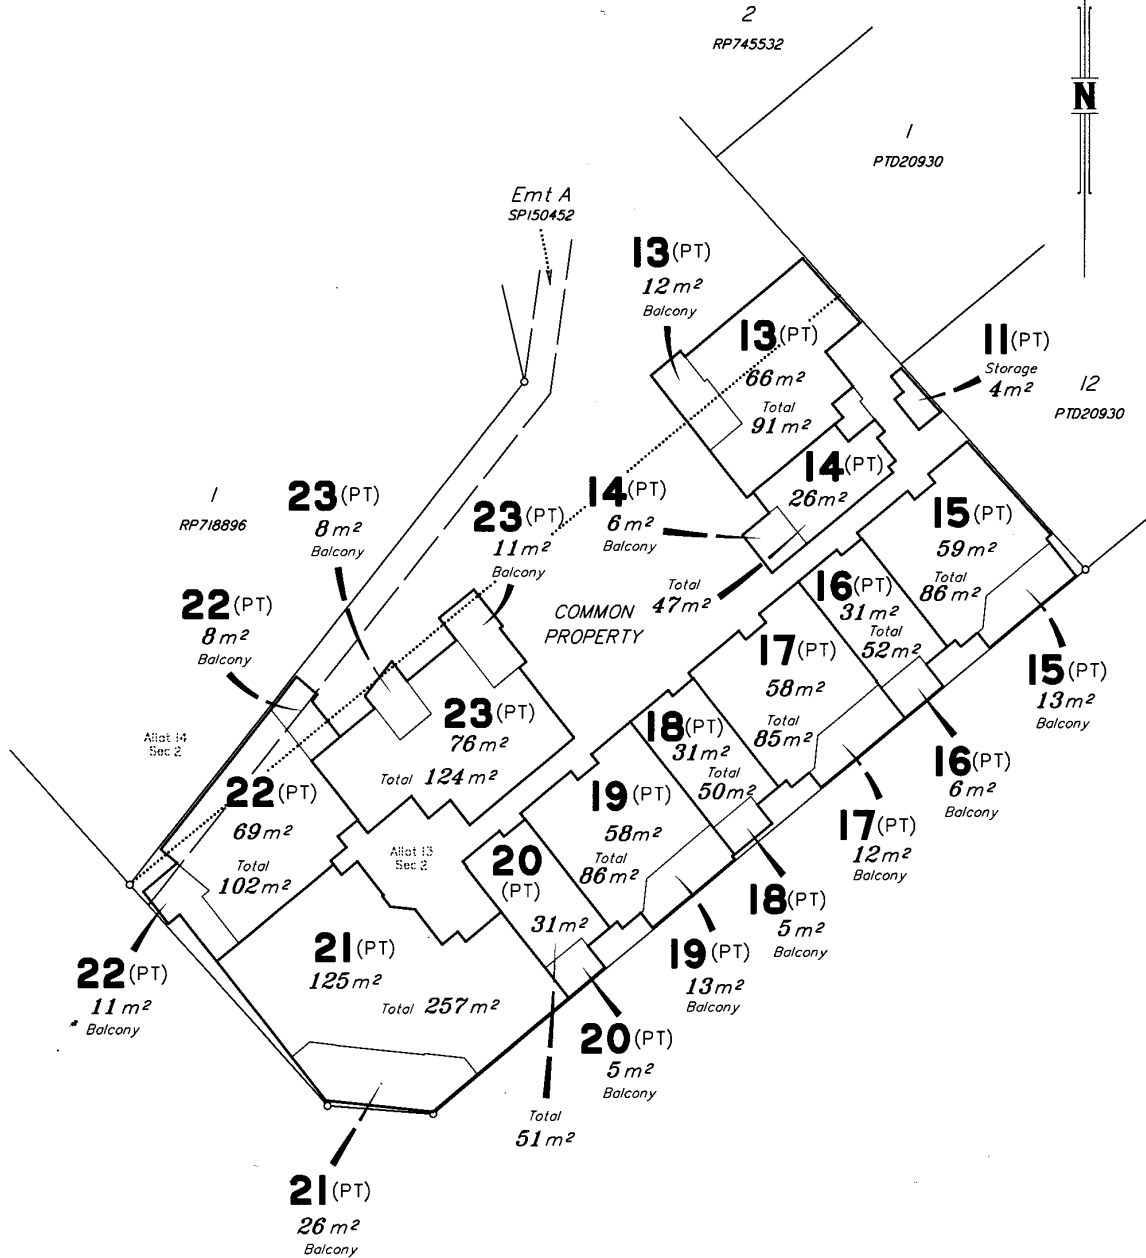 2
RP745532
N
1
PTD20930
Emt A
SP150452
13(PT)
12m²
Balcony
13(PT)
66m²
Total
91m²
11(PT)
Storage
4m²
12
PTD20930
1
RP718896
23(PT)
8m²
Balcony
23(PT)
11m²
Balcony
14(PT)
6m²
Balcony
14(PT)
26m²
Total
47m²
15(PT)
59m²
Total
86m²
22(PT)
8m²
Balcony
COMMON
PROPERTY
16(PT)
31m²
Total
52m²
17(PT)
58m²
Total
85m²
15(PT)
13m²
Balcony
Allot 14
Sec 2
23(PT)
76m²
Total 124m²
18(PT)
31m²
Total
50m²
16(PT)
6m²
Balcony
22(PT)
69m²
Total
102m²
19(PT)
58m²
Total
86m²
17(PT)
12m²
Balcony
Allot 13
Sec 2
20
(PT)
31m²
18(PT)
5m²
Balcony
21(PT)
125m²
Total 257m²
19(PT)
13m²
Balcony
22(PT)
11m²
* Balcony
20(PT)
5m²
Balcony
Total
51m²
21(PT)
26m²
Balcony